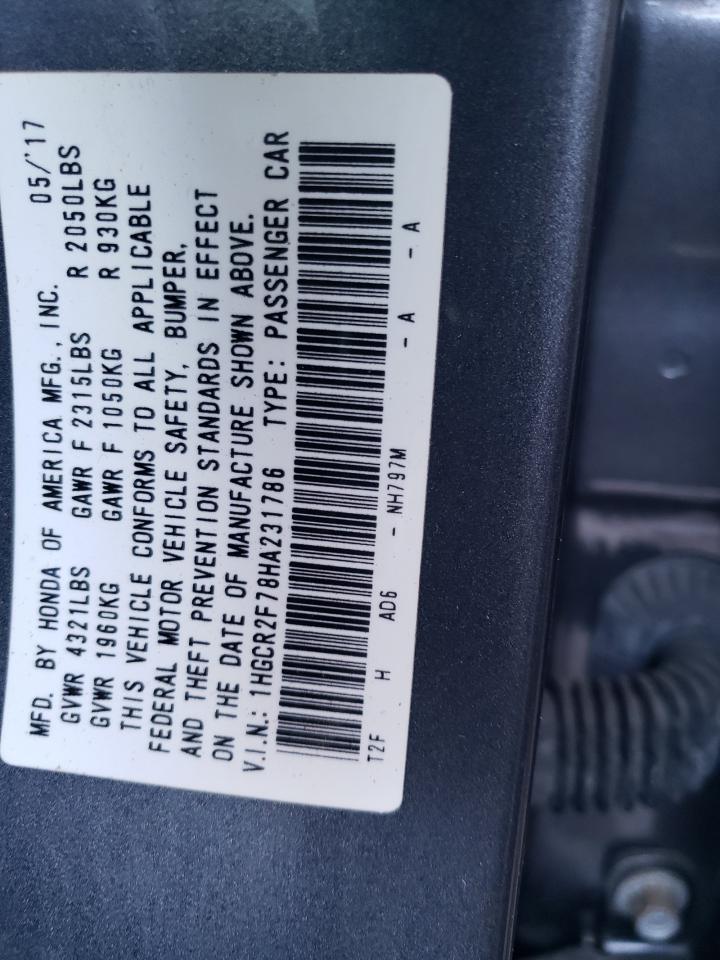 MFD. BY HONDA OF AMERICA MFG., INC. 05/'17
GVWR 4321LBS GAWR F 2315LBS R 2050LBS
GVWR 1960KG GAWR F 1050KG R 930KG
THIS VEHICLE CONFORMS TO ALL APPLICABLE
FEDERAL MOTOR VEHICLE SAFETY, BUMPER,
AND THEFT PREVENTION STANDARDS IN EFFECT
ON THE DATE OF MANUFACTURE SHOWN ABOVE.
V.I.N.: 1HGCR2F78HA231786 TYPE: PASSENGER CAR
T2F H AD6 - NH797M - A - A